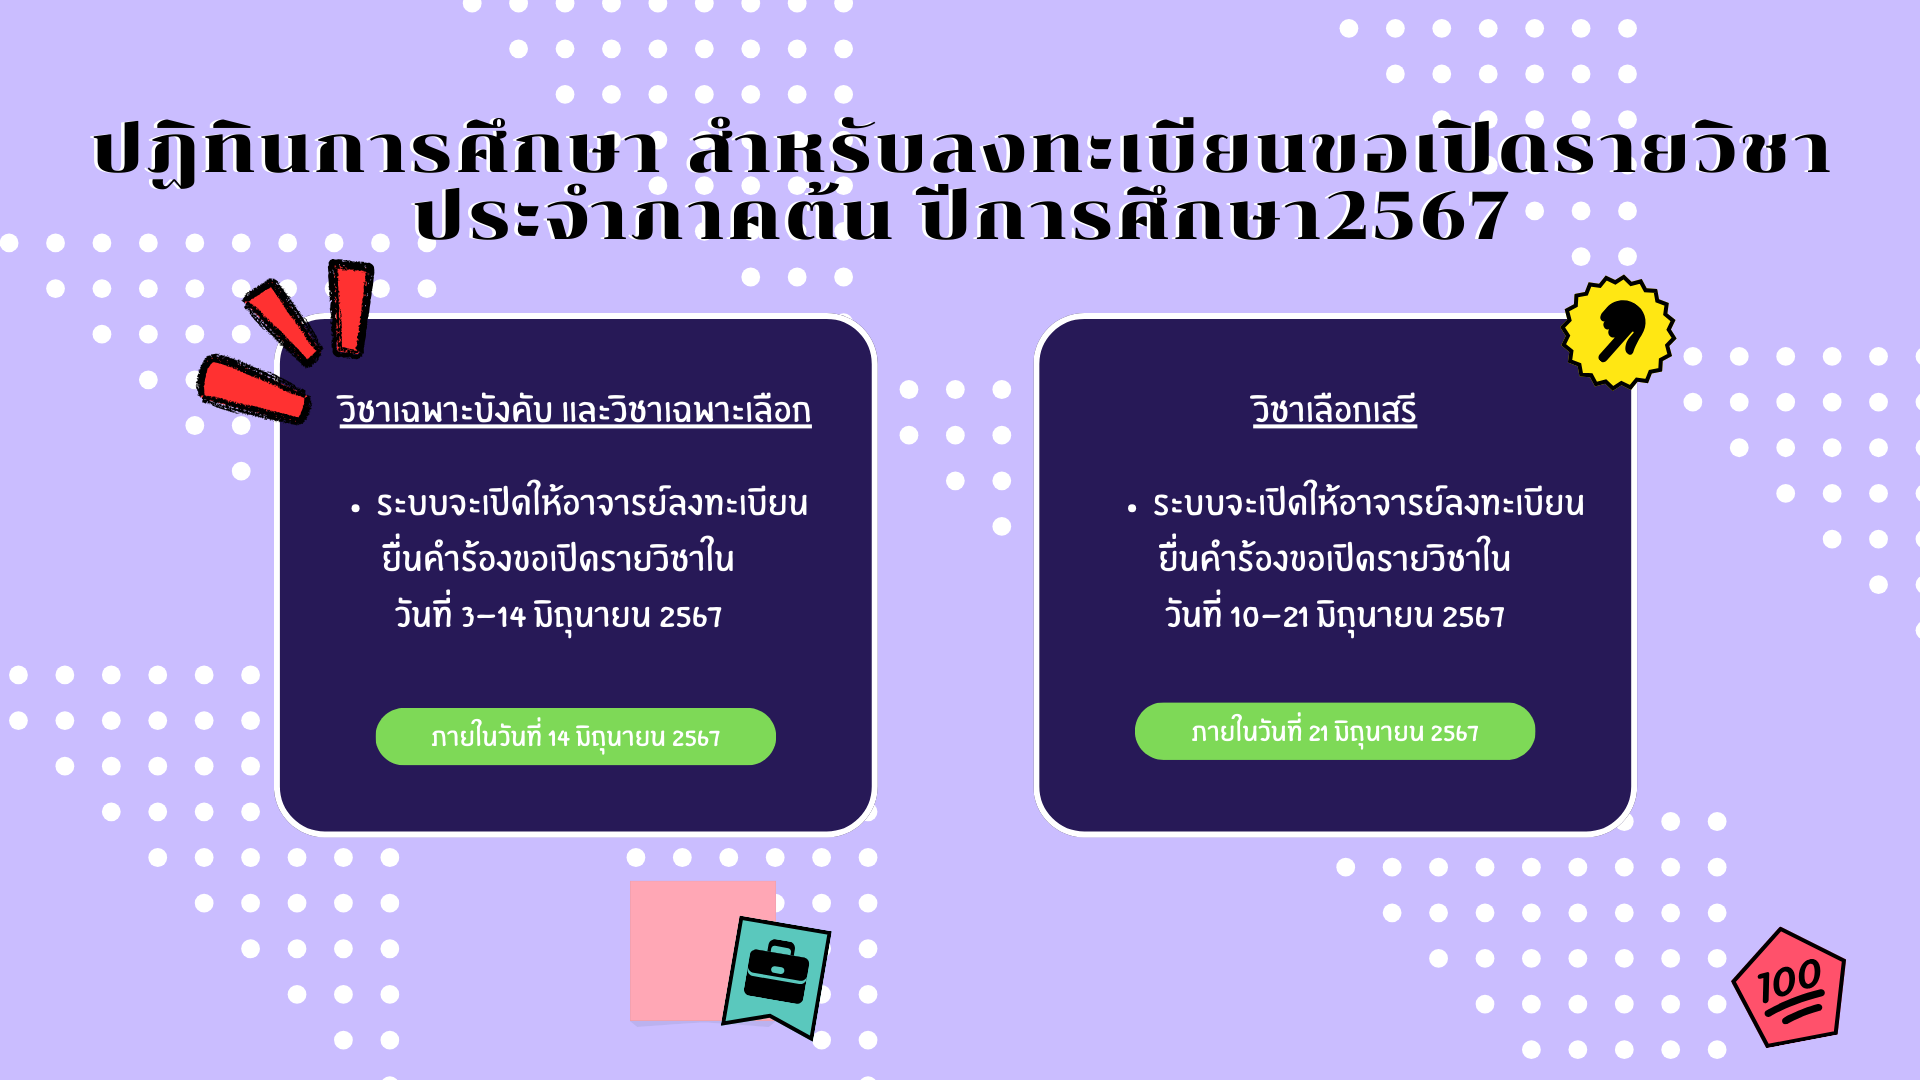 ปฏิทินการศึกษา สำหรับลงทะเบียนขอเปิดรายวิชา
ประจำภาคต้น ปีการศึกษา2567
วิชาเฉพาะบังคับ และวิชาเฉพาะเลือก
• ระบบจะเปิดให้อาจารย์ลงทะเบียน
ยื่นคำร้องขอเปิดรายวิชาใน
วันที่ 3-14 มิถุนายน 2567
ภายในวันที่ 14 มิถุนายน 2567
วิชาเลือกเสรี
• ระบบจะเปิดให้อาจารย์ลงทะเบียน
ยื่นคำร้องขอเปิดรายวิชาใน
วันที่ 10-21 มิถุนายน 2567
ภายในวันที่ 21 มิถุนายน 2567
100